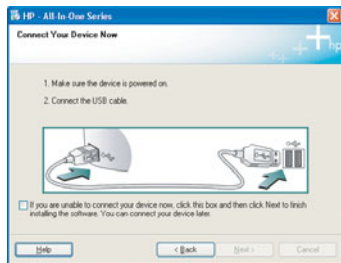 HP - All-In-One Series
Connect Your Device Now
hp
1. Make sure the device is powered on.
2. Connect the USB cable.
If you are unable to connect your device now, click this box and then click Next to finish
installing the software. You can connect your device later.
Help
< Back
Next >
Cancel